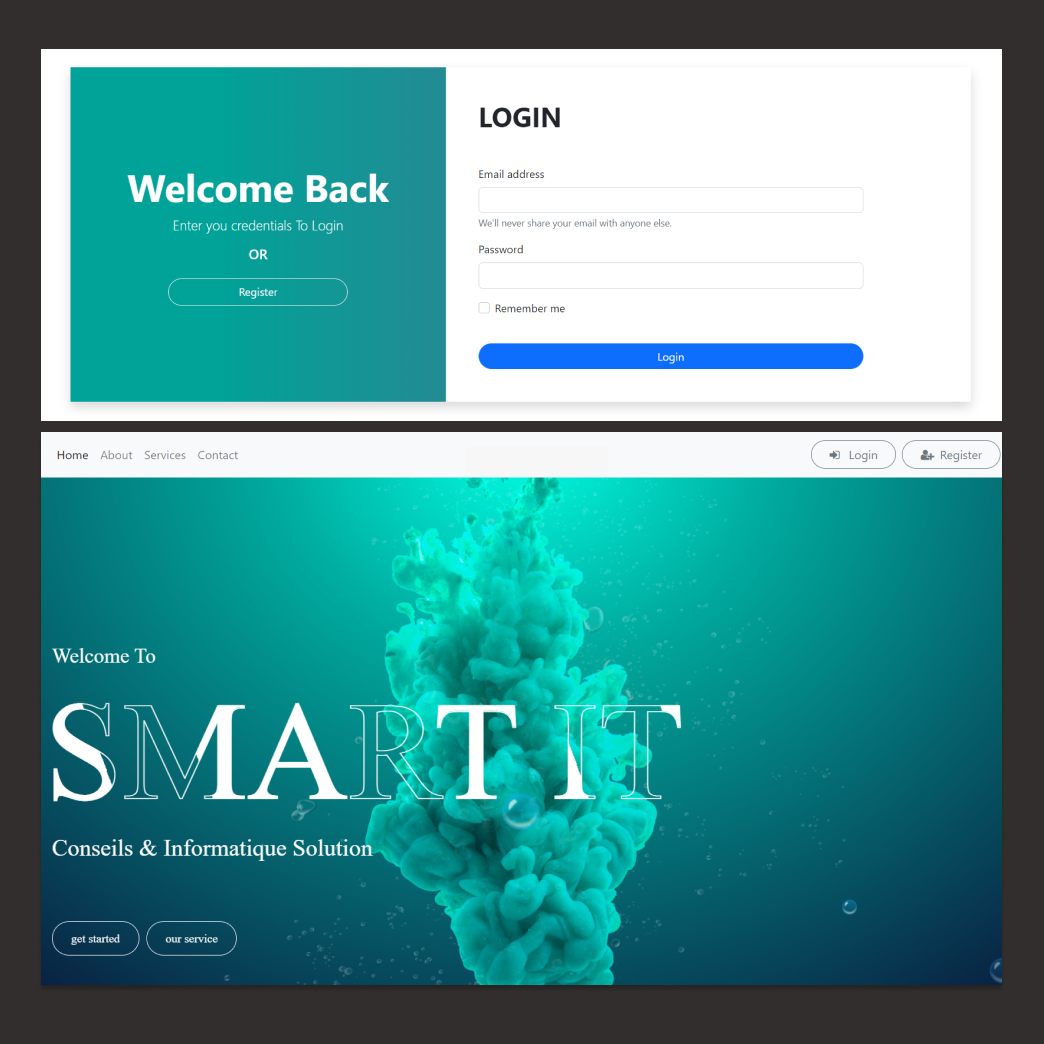 Welcome Back
Enter you credentials To Login
OR
Register
LOGIN
Email address
We'll never share your email with anyone else.
Password
Remember me
Login
Home About Services Contact
Login Register
Welcome To
SMART IT
Conseils & Informatique Solution
get started our service